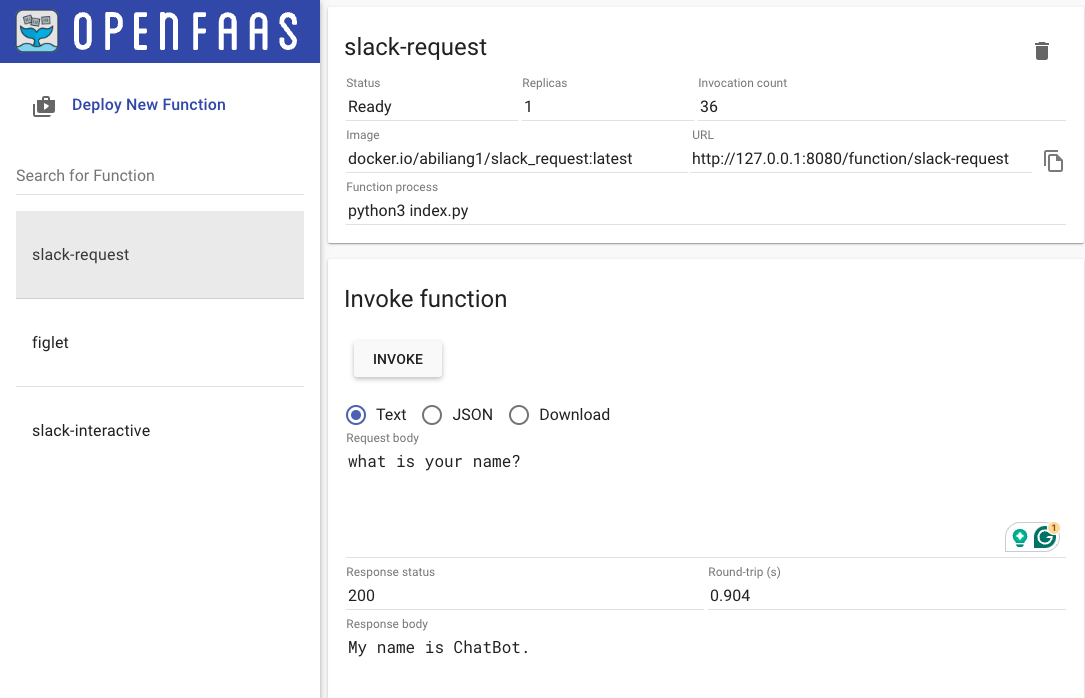 OPENFAAS
Deploy New Function
Search for Function
slack-request
figlet
slack-interactive
slack-request
Status Replicas Invocation count
Ready 1 36
Image URL
docker.io/abiliang1/slack_request:latest http://127.0.0.1:8080/function/slack-request
Function process
python3 index.py
Invoke function
INVOKE
Text JSON Download
Request body
what is your name?
1
Response status Round-trip (s)
200 0.904
Response body
My name is ChatBot.